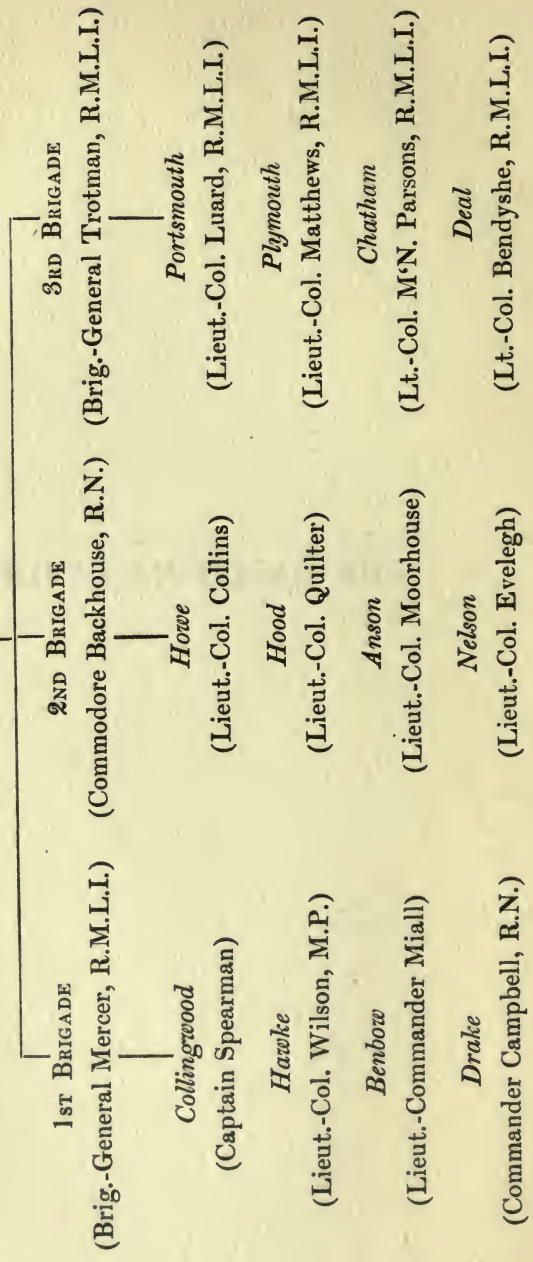 1ST BRIGADE
(Brig.-General Mercer, R.M.L.I.)
Collingwood
(Captain Spearman)
Hawke
(Lieut.-Col. Wilson, M.P.)
Benbow
(Lieut.-Commander Miall)
Drake
(Commander Campbell, R.N.)
2ND BRIGADE
(Commodore Backhouse, R.N.)
Howe
(Lieut.-Col. Collins)
Hood
(Lieut.-Col. Quilter)
Anson
(Lieut.-Col. Moorhouse)
Nelson
(Lieut.-Col. Evelegh)
3RD BRIGADE
(Brig.-General Trotman, R.M.L.I.)
Portsmouth
(Lieut.-Col. Luard, R.M.L.I.)
Plymouth
(Lieut.-Col. Matthews, R.M.L.I.)
Chatham
(Lt.-Col. M‘N. Parsons, R.M.L.I.)
Deal
(Lt.-Col. Bendyshe, R.M.L.I.)